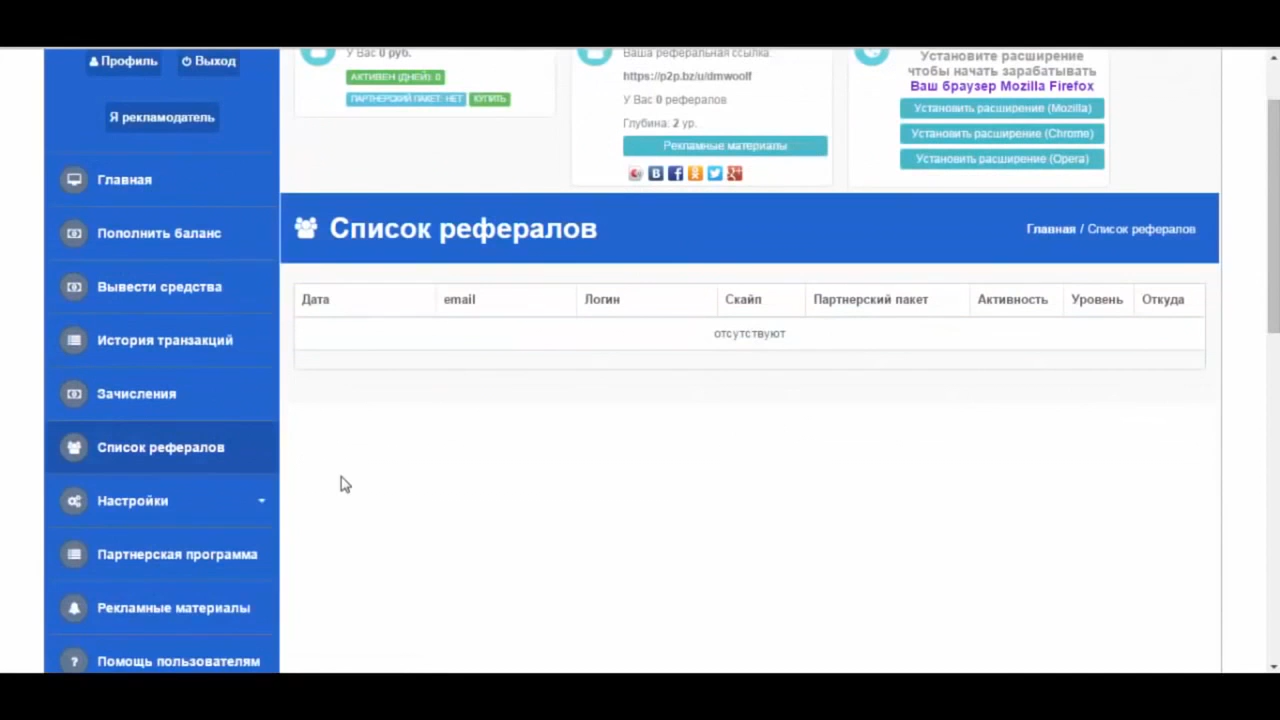 Профиль
Выход
Я рекламодатель
У Вас 0 руб.
АКТИВЕН (ДНЕЙ): 0
ПАРТНЕРСКИЙ ПАКЕТ: НЕТ
КУПИТЬ
Ваша реферальная ссылка:
https://p2p.bz/u/dmwoolf
У Вас 0 рефералов
Глубина: 2 ур.
Рекламные материалы
Установите расширение
чтобы начать зарабатывать
Ваш браузер Mozilla Firefox
Установить расширение (Mozilla)
Установить расширение (Chrome)
Установить расширение (Opera)
Главная
Пополнить баланс
Вывести средства
История транзакций
Зачисления
Список рефералов
Настройки
Партнерская программа
Рекламные материалы
Помощь пользователям
Список рефералов
Главная / Список рефералов
Дата email Логин Скайп Партнерский пакет Активность Уровень Откуда
отсутствуют